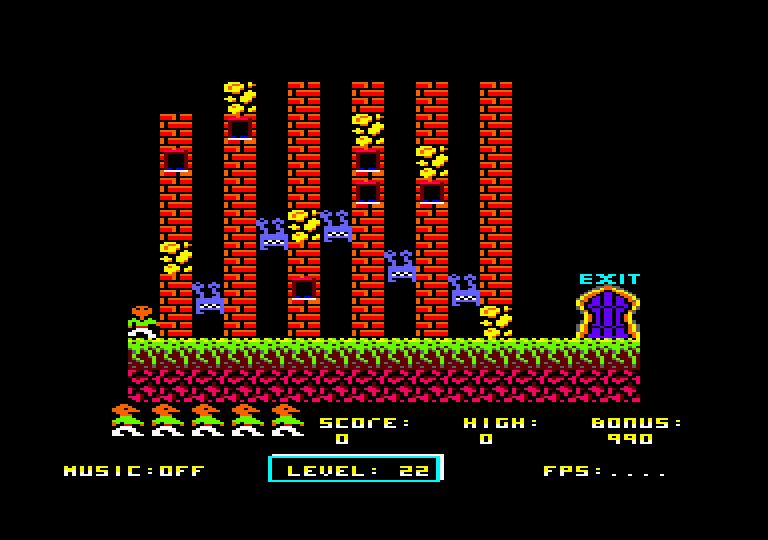 EXIT
SCOrE: HIGH: BONUS:
0 0 990
MUSIC:OFF LEVEL: 22 FPS:....